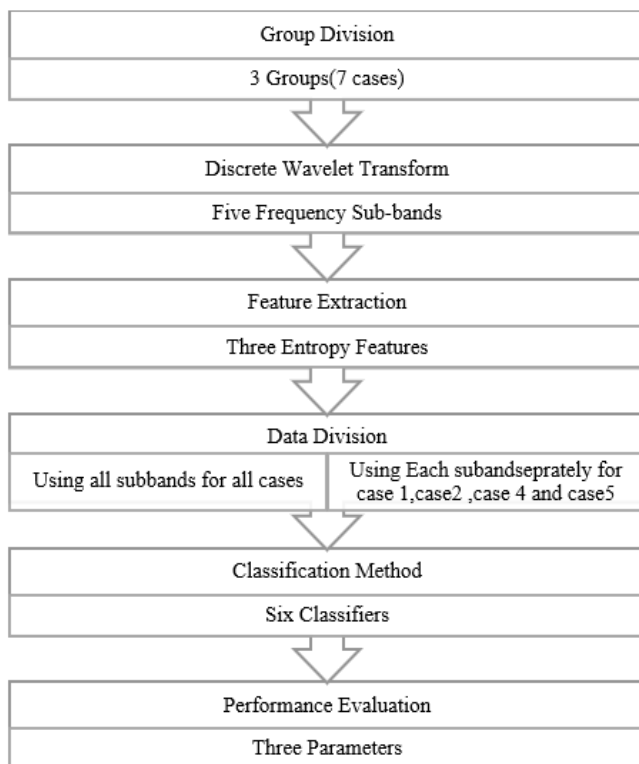 Group Division
3 Groups(7 cases)
Discrete Wavelet Transform
Five Frequency Sub-bands
Feature Extraction
Three Entropy Features
Data Division
Using all subbands for all cases
Using Each subandseprately for
case 1,case2 ,case 4 and case5
Classification Method
Six Classifiers
Performance Evaluation
Three Parameters